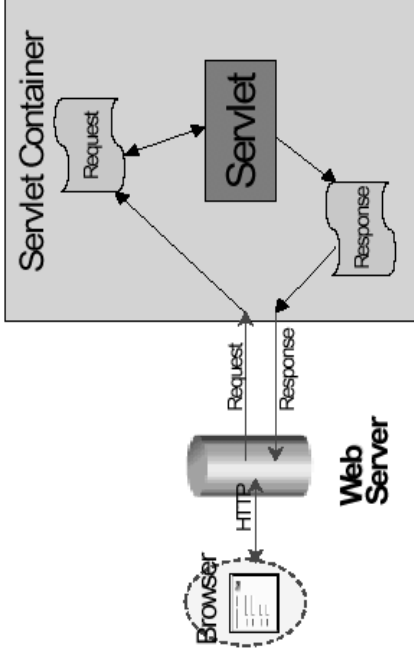 Servlet Container
Request
Servlet
Response
Request
Response
HTTP
Web
Server
Browser